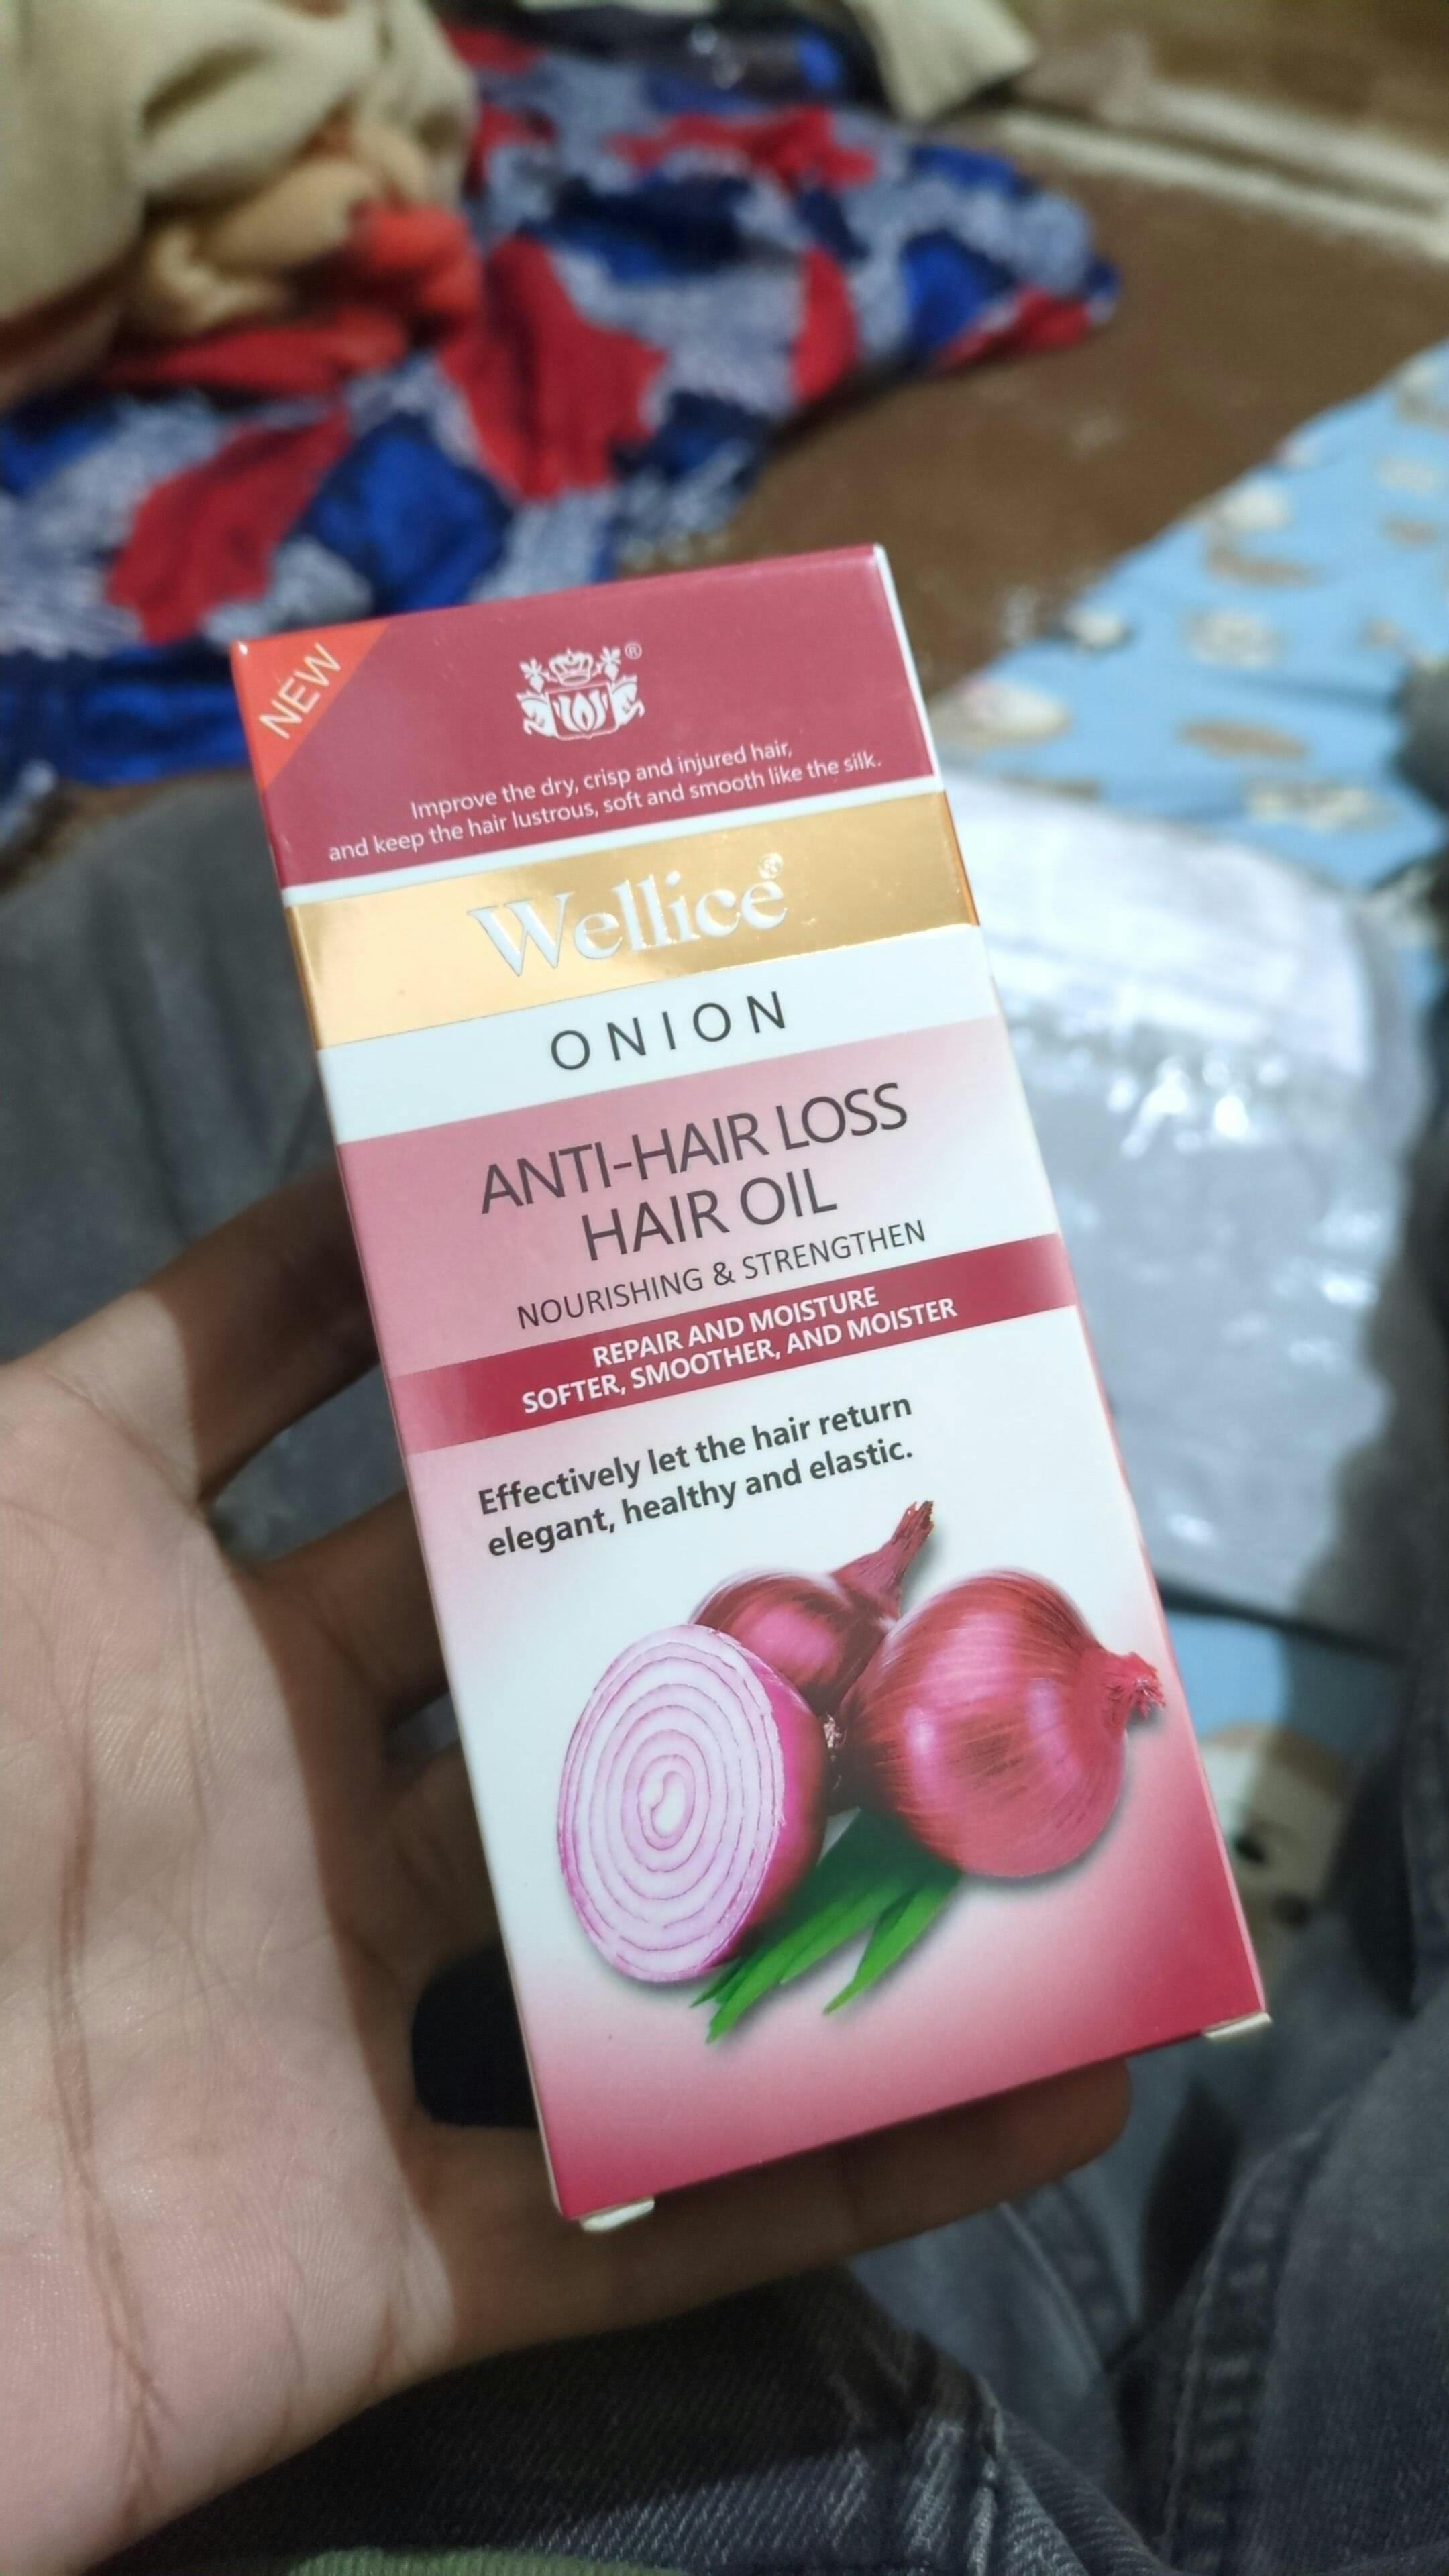 NEW
®
Improve the dry, crisp and injured hair,
and keep the hair lustrous, soft and smooth like the silk.
Wellice®
ONION
ANTI-HAIR LOSS
HAIR OIL
NOURISHING & STRENGTHEN
REPAIR AND MOISTURE
SOFTER, SMOOTHER, AND MOISTER
Effectively let the hair return
elegant, healthy and elastic.